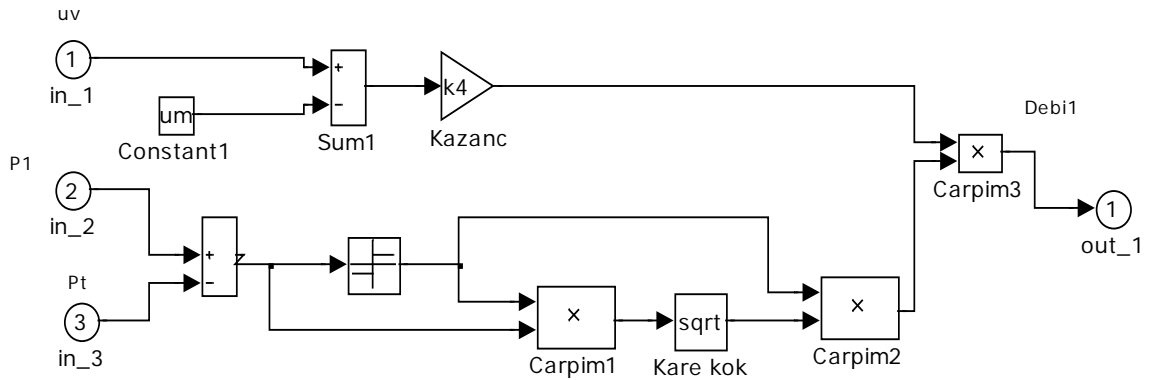 uv
1
in_1
um
Constant1
+
−
Sum1
k4
Kazanc
Debi1
×
Carpim3
1
out_1
P1
2
in_2
Pt
3
in_3
+
−
×
Carpim1
sqrt
Kare kok
×
Carpim2